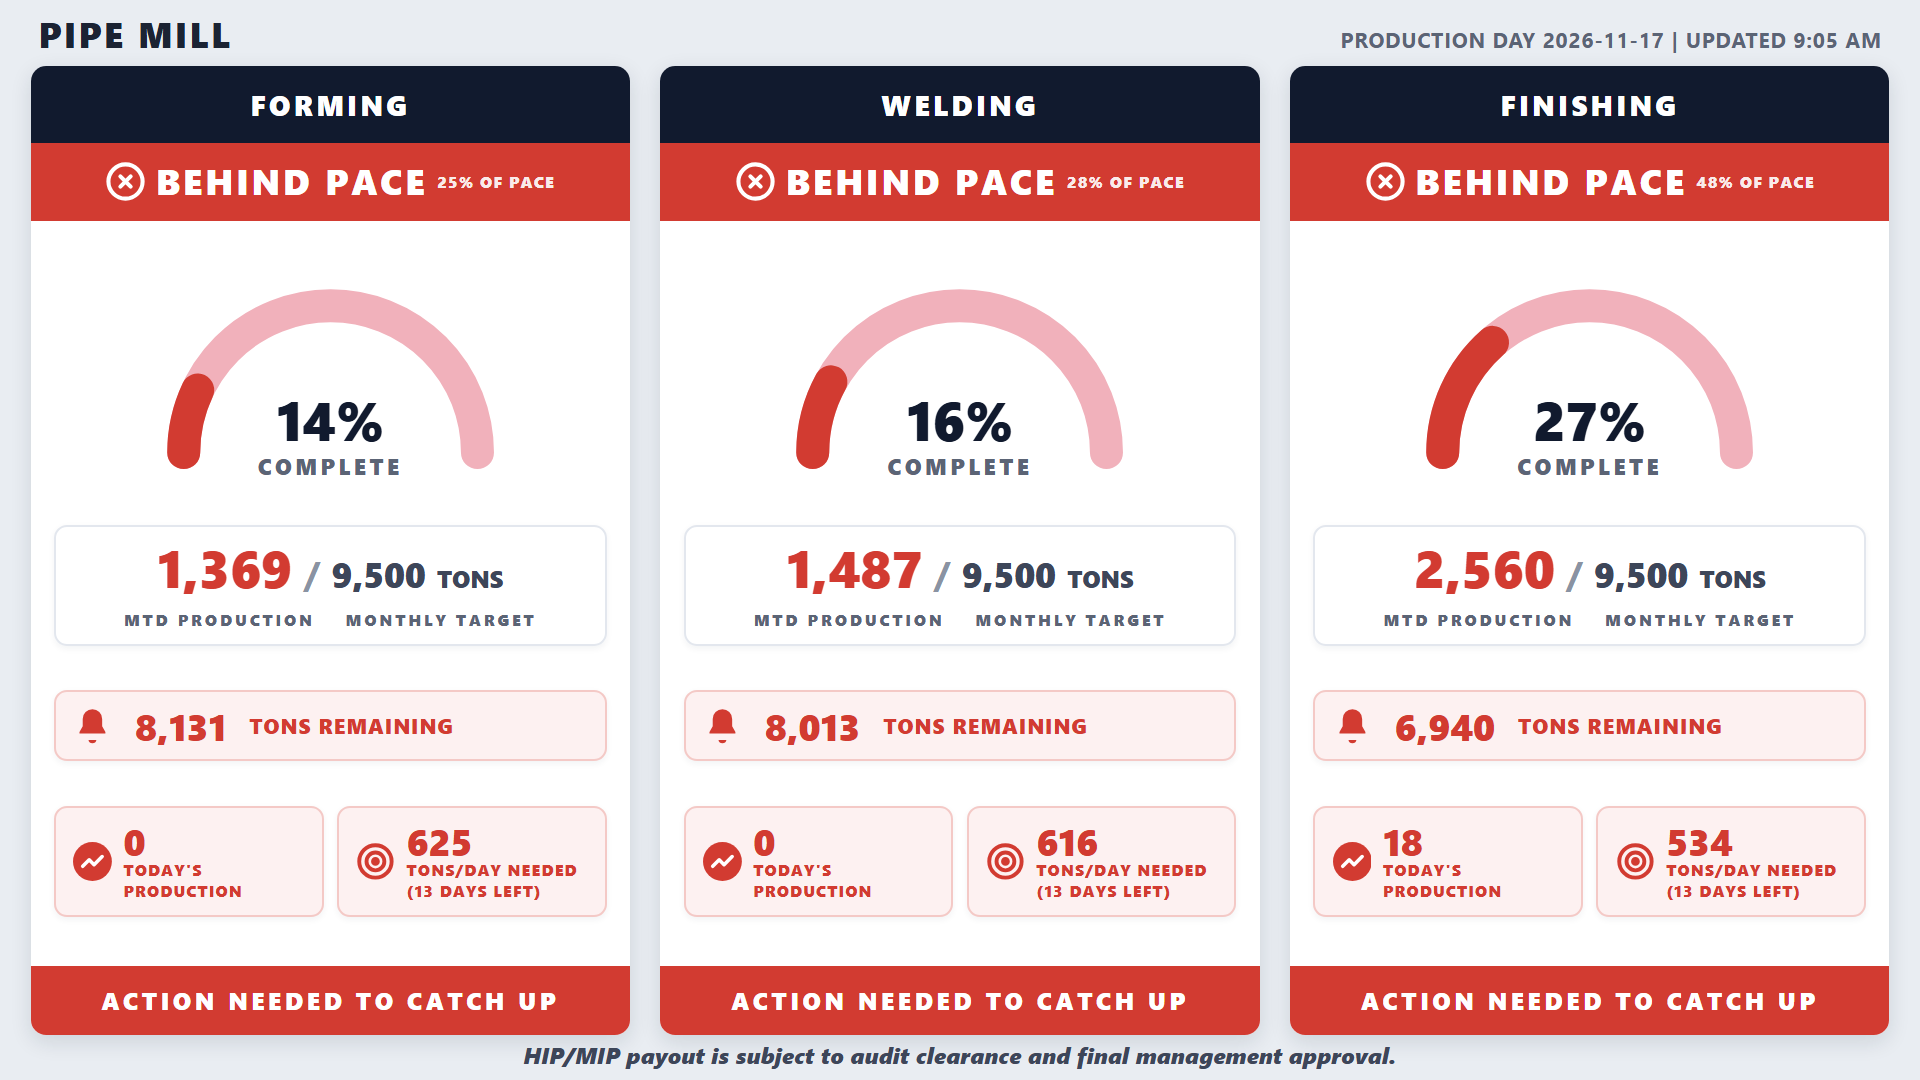 PIPE MILL
PRODUCTION DAY 2026-11-17 | UPDATED 9:05 AM
FORMING
BEHIND PACE 25% OF PACE
14%
COMPLETE
1,369 / 9,500 TONS
MTD PRODUCTION MONTHLY TARGET
8,131 TONS REMAINING
0
TODAY'S
PRODUCTION
625
TONS/DAY NEEDED
(13 DAYS LEFT)
ACTION NEEDED TO CATCH UP
WELDING
BEHIND PACE 28% OF PACE
16%
COMPLETE
1,487 / 9,500 TONS
MTD PRODUCTION MONTHLY TARGET
8,013 TONS REMAINING
0
TODAY'S
PRODUCTION
616
TONS/DAY NEEDED
(13 DAYS LEFT)
ACTION NEEDED TO CATCH UP
FINISHING
BEHIND PACE 48% OF PACE
27%
COMPLETE
2,560 / 9,500 TONS
MTD PRODUCTION MONTHLY TARGET
6,940 TONS REMAINING
18
TODAY'S
PRODUCTION
534
TONS/DAY NEEDED
(13 DAYS LEFT)
ACTION NEEDED TO CATCH UP
HIP/MIP payout is subject to audit clearance and final management approval.